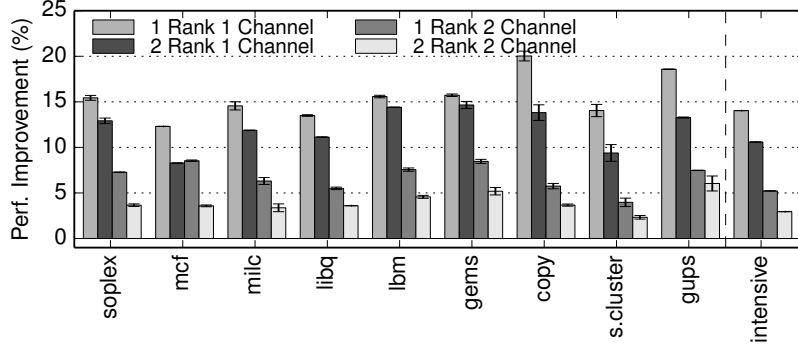 25
20
15
10
5
0
Perf. Improvement (%)
1 Rank 1 Channel
2 Rank 1 Channel
1 Rank 2 Channel
2 Rank 2 Channel
soplex
mcf
milc
libq
lbm
gems
copy
s.cluster
gups
intensive